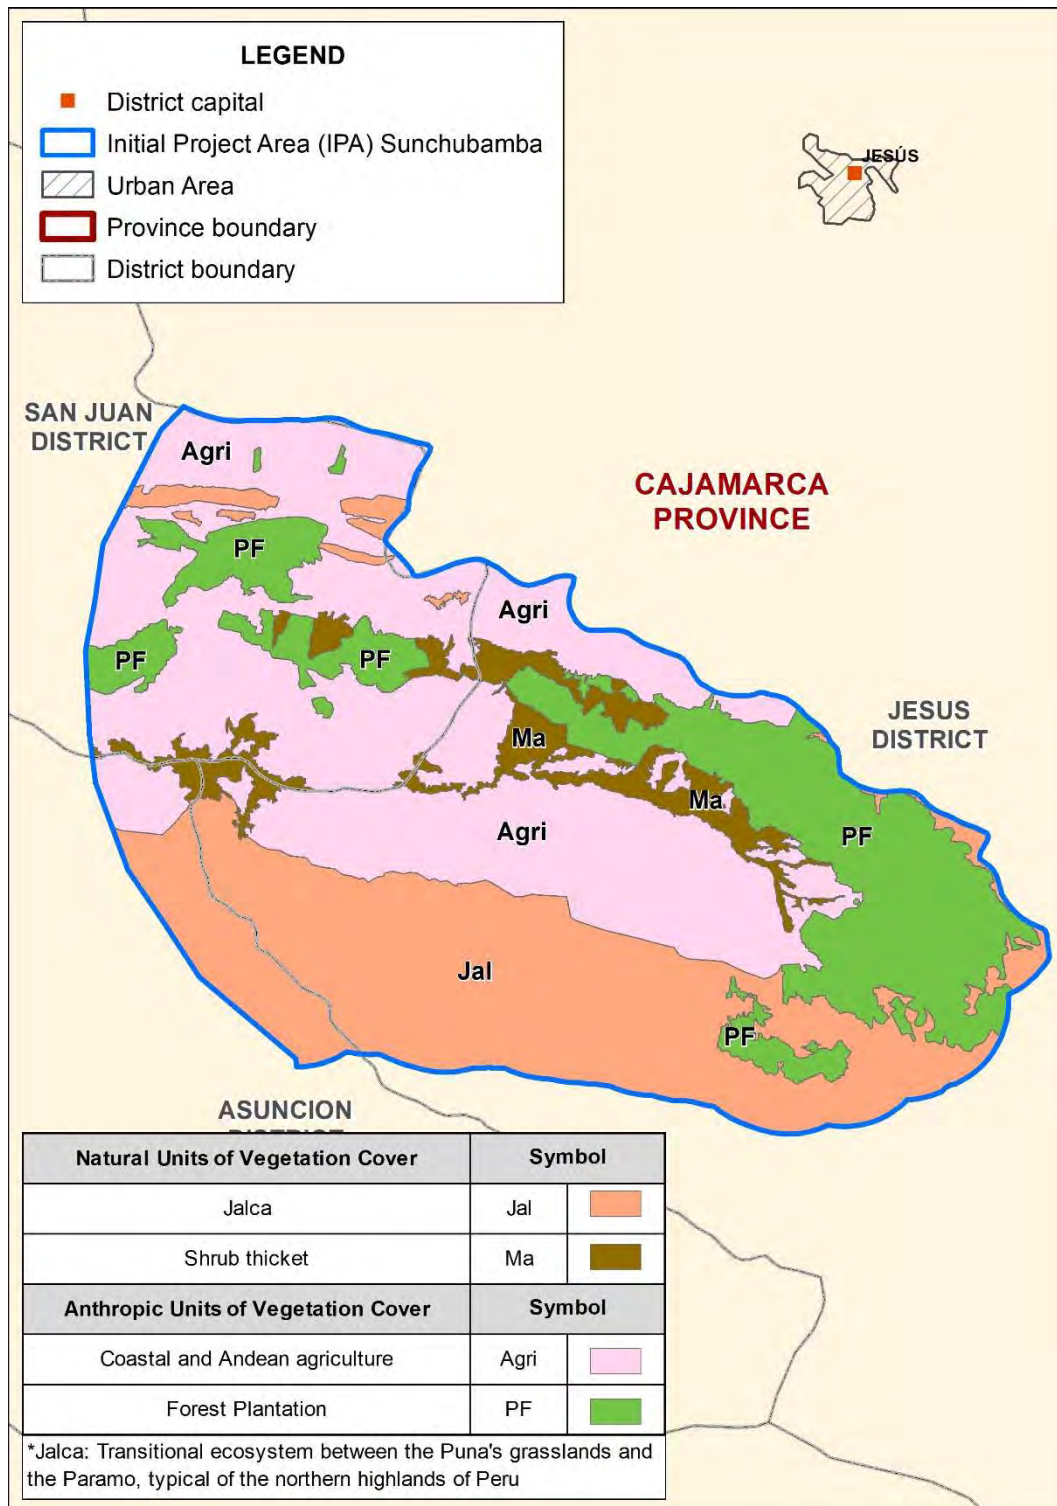 LEGEND
District capital
Initial Project Area (IPA) Sunchubamba
Urban Area
Province boundary
District boundary
JESÚS
SAN JUAN
DISTRICT
Agri
CAJAMARCA
PROVINCE
PF
Agri
PF
PF
JESUS
DISTRICT
Ma
Ma
Agri
PF
Jal
PF
ASUNCION
DISTRICT
Natural Units of Vegetation Cover Symbol
Jalca Jal
Shrub thicket Ma
Anthropic Units of Vegetation Cover Symbol
Coastal and Andean agriculture Agri
Forest Plantation PF
*Jalca: Transitional ecosystem between the Puna's grasslands and
the Paramo, typical of the northern highlands of Peru